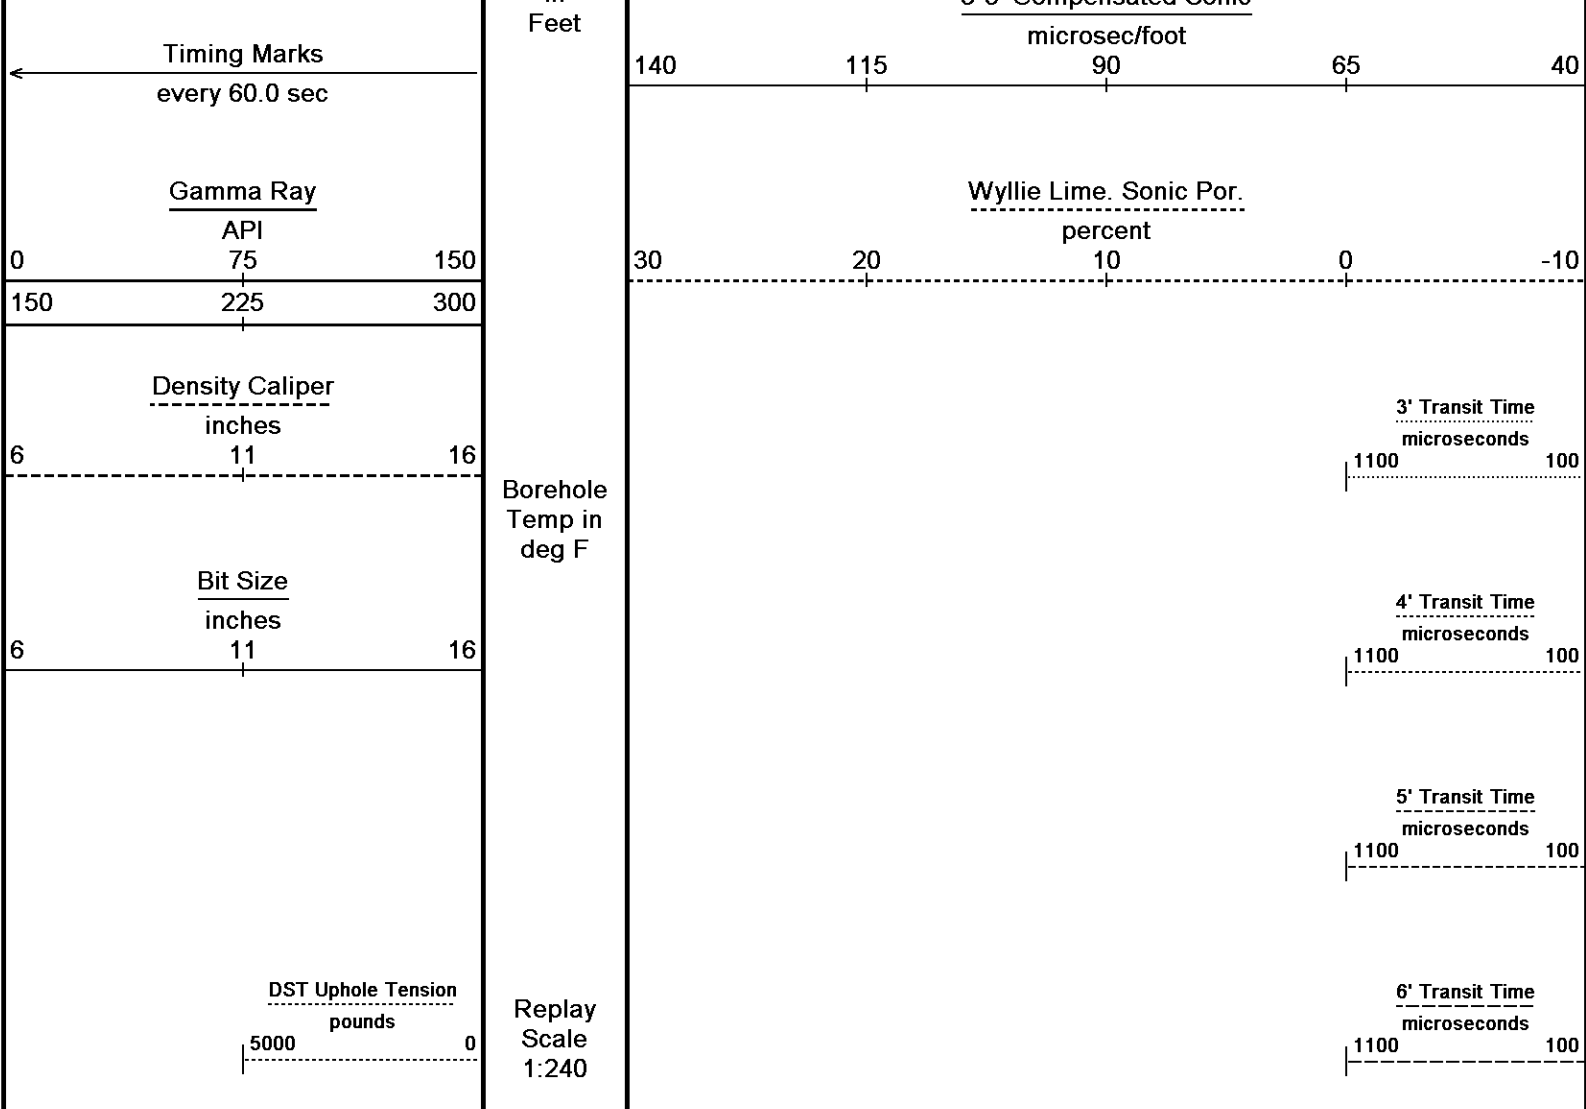 Timing Marks
every 60.0 sec
Gamma Ray
API
0 75 150
150 225 300
Density Caliper
inches
6 11 16
Bit Size
inches
6 11 16
DST Uphole Tension
pounds
5000 0
Feet
Borehole
Temp in
deg F
Replay
Scale
1:240
Compensated Sonic
microsec/foot
140 115 90 65 40
Wyllie Lime. Sonic Por.
percent
30 20 10 0 -10
3' Transit Time
microseconds
1100 100
4' Transit Time
microseconds
1100 100
5' Transit Time
microseconds
1100 100
6' Transit Time
microseconds
1100 100